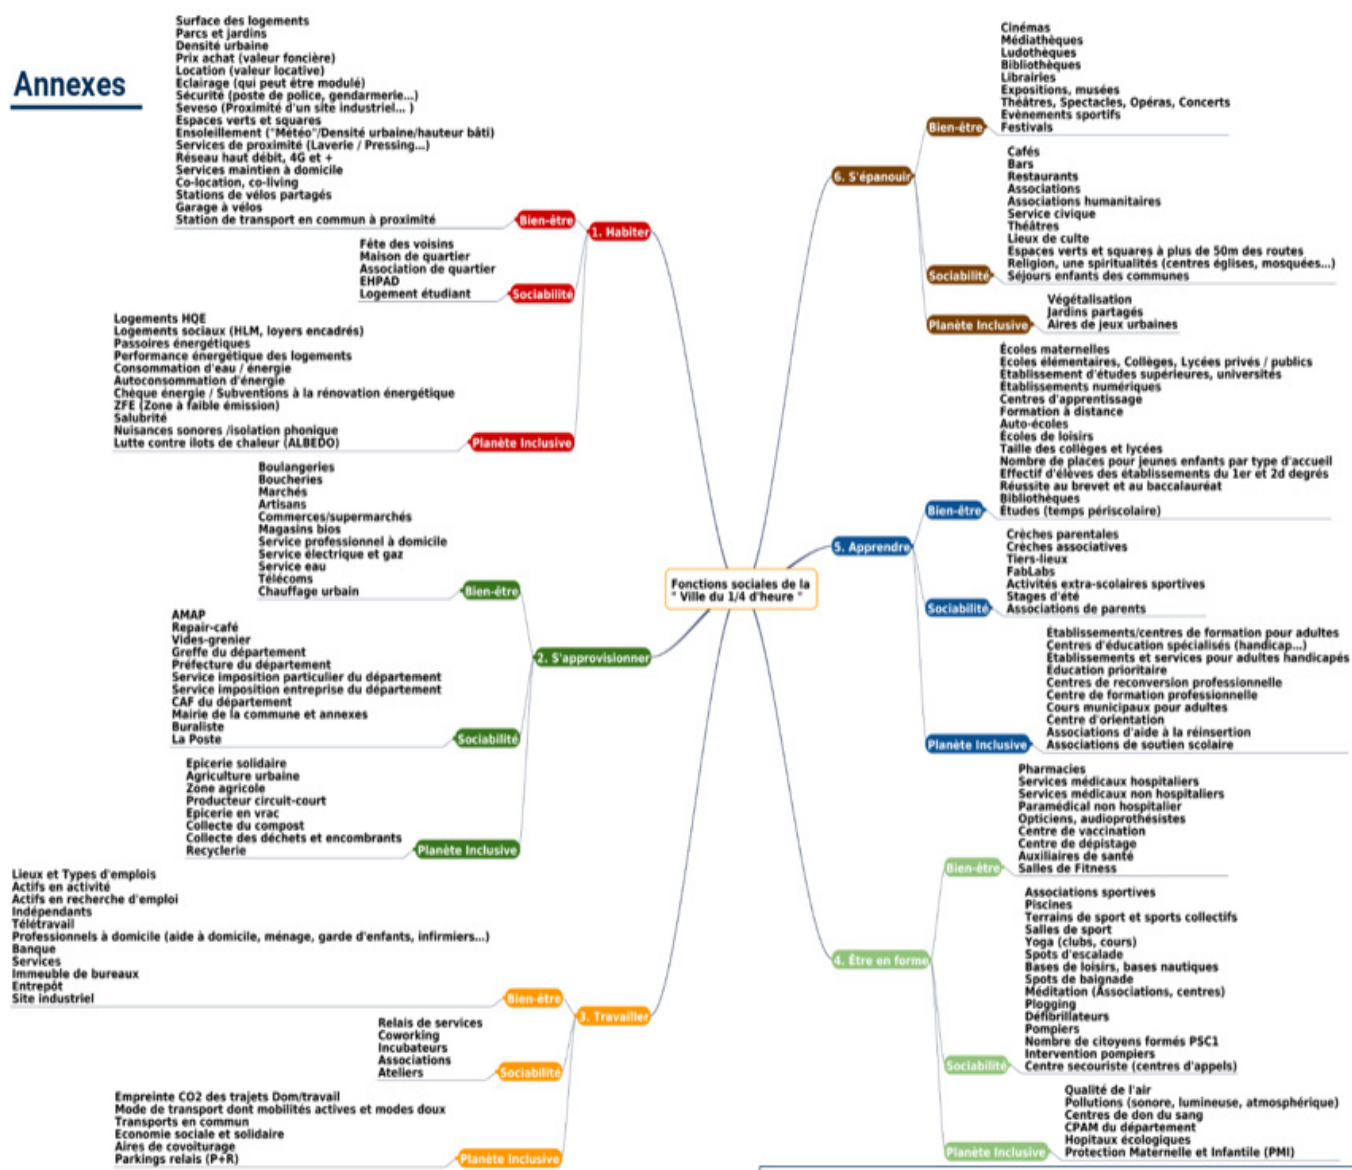 Annexes
Surface des logements
Parcs et jardins
Densité urbaine
Prix achat (valeur foncière)
Location (valeur locative)
Eclairage (qui peut être modulé)
Sécurité (poste de police, gendarmerie...)
Seveso (Proximité d'un site industriel... )
Espaces verts et squares
Ensoleillement ("Météo"/Densité urbaine/hauteur bâti)
Services de proximité (Laverie / Pressing...)
Réseau haut débit, 4G et +
Services maintien à domicile
Co-location, co-living
Stations de vélos partagés
Garage à vélos
Station de transport en commun à proximité
Bien-être
1. Habiter
Fête des voisins
Maison de quartier
Association de quartier
EHPAD
Logement étudiant
Sociabilité
Logements HQE
Logements sociaux (HLM, loyers encadrés)
Passoires énergétiques
Performance énergétique des logements
Consommation d'eau / énergie
Autoconsommation d'énergie
Chèque énergie / Subventions à la rénovation énergétique
ZFE (Zone à faible émission)
Salubrité
Nuisances sonores /isolation phonique
Lutte contre ilots de chaleur (ALBEDO)
Planète Inclusive
Boulangeries
Boucheries
Marchés
Artisans
Commerces/supermarchés
Magasins bios
Service professionnel à domicile
Service électrique et gaz
Service eau
Télécoms
Chauffage urbain
Bien-être
AMAP
Repair-café
Vides-grenier
Greffe du département
Préfecture du département
Service imposition particulier du département
Service imposition entreprise du département
CAF du département
Mairie de la commune et annexes
Buraliste
La Poste
Sociabilité
2. S'approvisionner
Epicerie solidaire
Agriculture urbaine
Zone agricole
Producteur circuit-court
Epicerie en vrac
Collecte du compost
Collecte des déchets et encombrants
Recyclerie
Planète Inclusive
Lieux et Types d'emplois
Actifs en activité
Actifs en recherche d'emploi
Indépendants
Télétravail
Professionnels à domicile (aide à domicile, ménage, garde d'enfants, infirmiers...)
Banque
Services
Immeuble de bureaux
Entrepôt
Site industriel
Bien-être
3. Travailler
Relais de services
Coworking
Incubateurs
Associations
Ateliers
Sociabilité
Empreinte CO2 des trajets Dom/travail
Mode de transport dont mobilités actives et modes doux
Transports en commun
Economie sociale et solidaire
Aires de covoiturage
Parkings relais (P+R)
Planète Inclusive
Fonctions sociales de la
" Ville du 1/4 d'heure "
Cinémas
Médiathèques
Ludothèques
Bibliothèques
Librairies
Expositions, musées
Théâtres, Spectacles, Opéras, Concerts
Evènements sportifs
Festivals
Bien-être
6. S'épanouir
Cafés
Bars
Restaurants
Associations
Associations humanitaires
Service civique
Théâtres
Lieux de culte
Espaces verts et squares à plus de 50m des routes
Religion, une spiritualités (centres églises, mosquées...)
Séjours enfants des communes
Sociabilité
Végétalisation
Jardins partagés
Aires de jeux urbaines
Planète Inclusive
Écoles maternelles
Écoles élémentaires, Collèges, Lycées privés / publics
Établissement d'études supérieures, universités
Établissements numériques
Centres d'apprentissage
Formation à distance
Auto-écoles
Écoles de loisirs
Taille des collèges et lycées
Nombre de places pour jeunes enfants par type d'accueil
Effectif d'élèves des établissements du 1er et 2d degrés
Réussite au brevet et au baccalauréat
Bibliothèques
Études (temps périscolaire)
Bien-être
5. Apprendre
Crèches parentales
Crèches associatives
Tiers-lieux
FabLabs
Activités extra-scolaires sportives
Stages d'été
Associations de parents
Sociabilité
Établissements/centres de formation pour adultes
Centres d'éducation spécialisés (handicap...)
Établissements et services pour adultes handicapés
Éducation prioritaire
Centres de reconversion professionnelle
Centre de formation professionnelle
Cours municipaux pour adultes
Centre d'orientation
Associations d'aide à la réinsertion
Associations de soutien scolaire
Planète Inclusive
Pharmacies
Services médicaux hospitaliers
Services médicaux non hospitaliers
Paramédical non hospitalier
Opticiens, audioprothésistes
Centre de vaccination
Centre de dépistage
Auxiliaires de santé
Salles de Fitness
Bien-être
4. Être en forme
Associations sportives
Piscines
Terrains de sport et sports collectifs
Salles de sport
Yoga (clubs, cours)
Spots d'escalade
Bases de loisirs, bases nautiques
Spots de baignade
Méditation (Associations, centres)
Plogging
Défibrillateurs
Pompiers
Nombre de citoyens formés PSC1
Intervention pompiers
Centre secouriste (centres d'appels)
Sociabilité
Qualité de l'air
Pollutions (sonore, lumineuse, atmosphérique)
Centres de don du sang
CPAM du département
Hopitaux écologiques
Protection Maternelle et Infantile (PMI)
Planète Inclusive